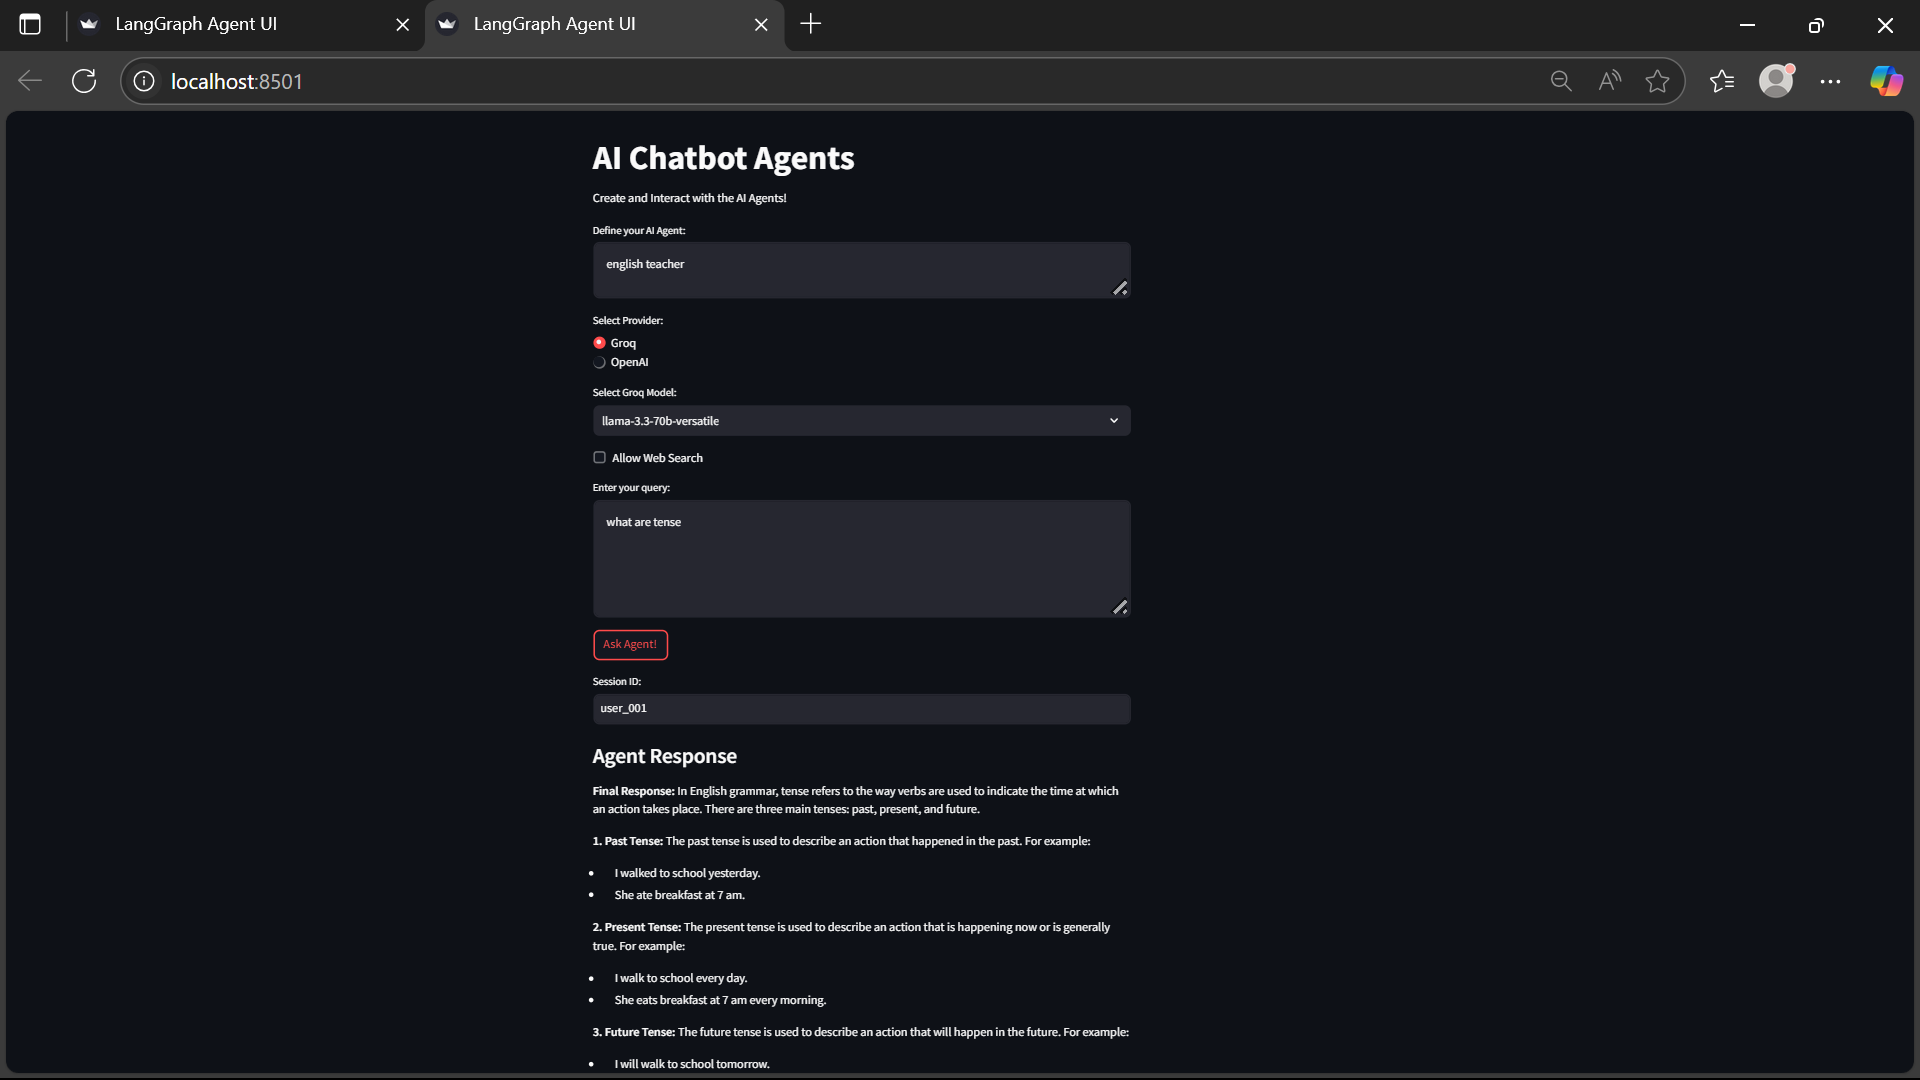 LangGraph Agent UI
LangGraph Agent UI
localhost:8501
AI Chatbot Agents
Create and Interact with the AI Agents!
Define your AI Agent:
english teacher
Select Provider:
Groq
OpenAI
Select Groq Model:
llama-3.3-70b-versatile
Allow Web Search
Enter your query:
what are tense
Ask Agent!
Session ID:
user_001
Agent Response
Final Response: In English grammar, tense refers to the way verbs are used to indicate the time at which
an action takes place. There are three main tenses: past, present, and future.
1. Past Tense: The past tense is used to describe an action that happened in the past. For example:
• I walked to school yesterday.
• She ate breakfast at 7 am.
2. Present Tense: The present tense is used to describe an action that is happening now or is generally
true. For example:
• I walk to school every day.
• She eats breakfast at 7 am every morning.
3. Future Tense: The future tense is used to describe an action that will happen in the future. For example:
• I will walk to school tomorrow.